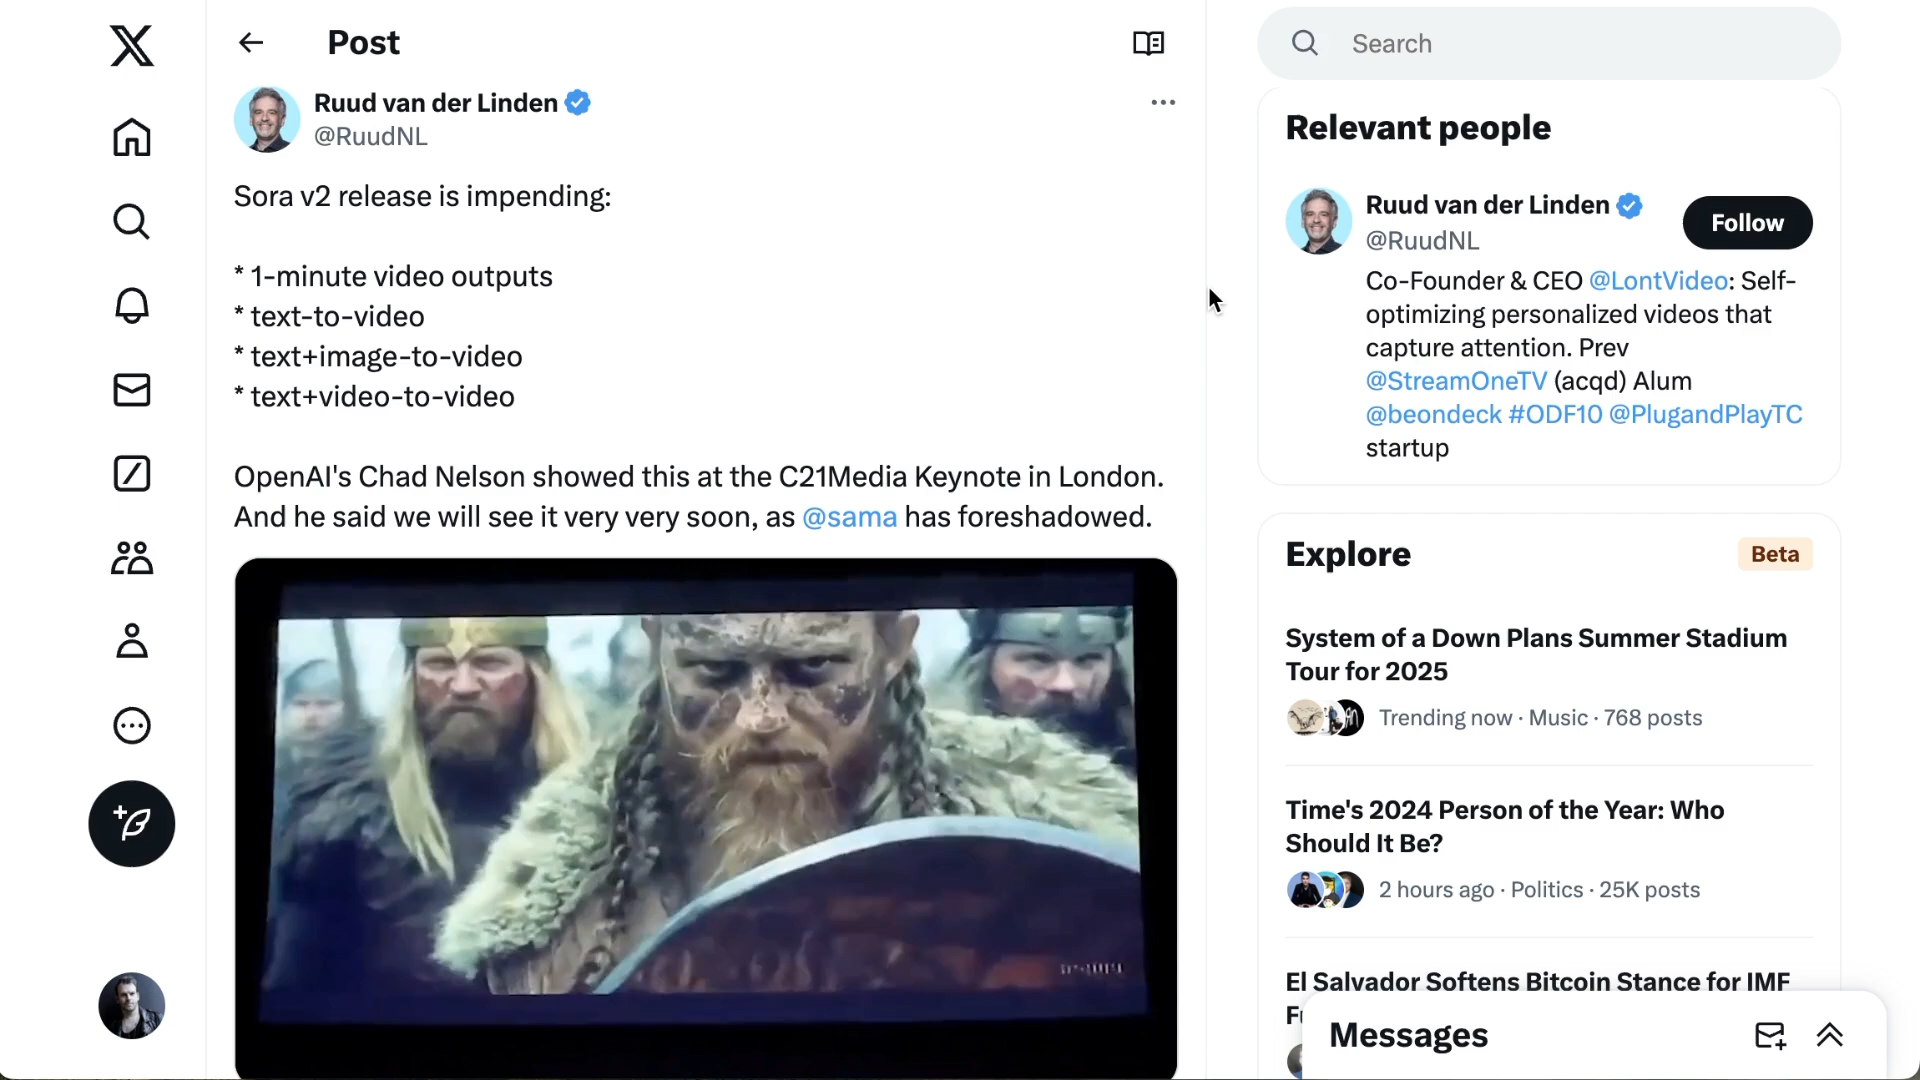 Post
Ruud van der Linden
@RuudNL
Sora v2 release is impending:
* 1-minute video outputs
* text-to-video
* text+image-to-video
* text+video-to-video
OpenAI's Chad Nelson showed this at the C21Media Keynote in London.
And he said we will see it very very soon, as @sama has foreshadowed.
Search
Relevant people
Ruud van der Linden
@RuudNL
Follow
Co-Founder & CEO @LontVideo: Self-
optimizing personalized videos that
capture attention. Prev
@StreamOneTV (acqd) Alum
@beondeck #ODF10 @PlugandPlayTC
startup
Explore
Beta
System of a Down Plans Summer Stadium
Tour for 2025
Trending now · Music · 768 posts
Time's 2024 Person of the Year: Who
Should It Be?
2 hours ago · Politics · 25K posts
El Salvador Softens Bitcoin Stance for IMF
Messages